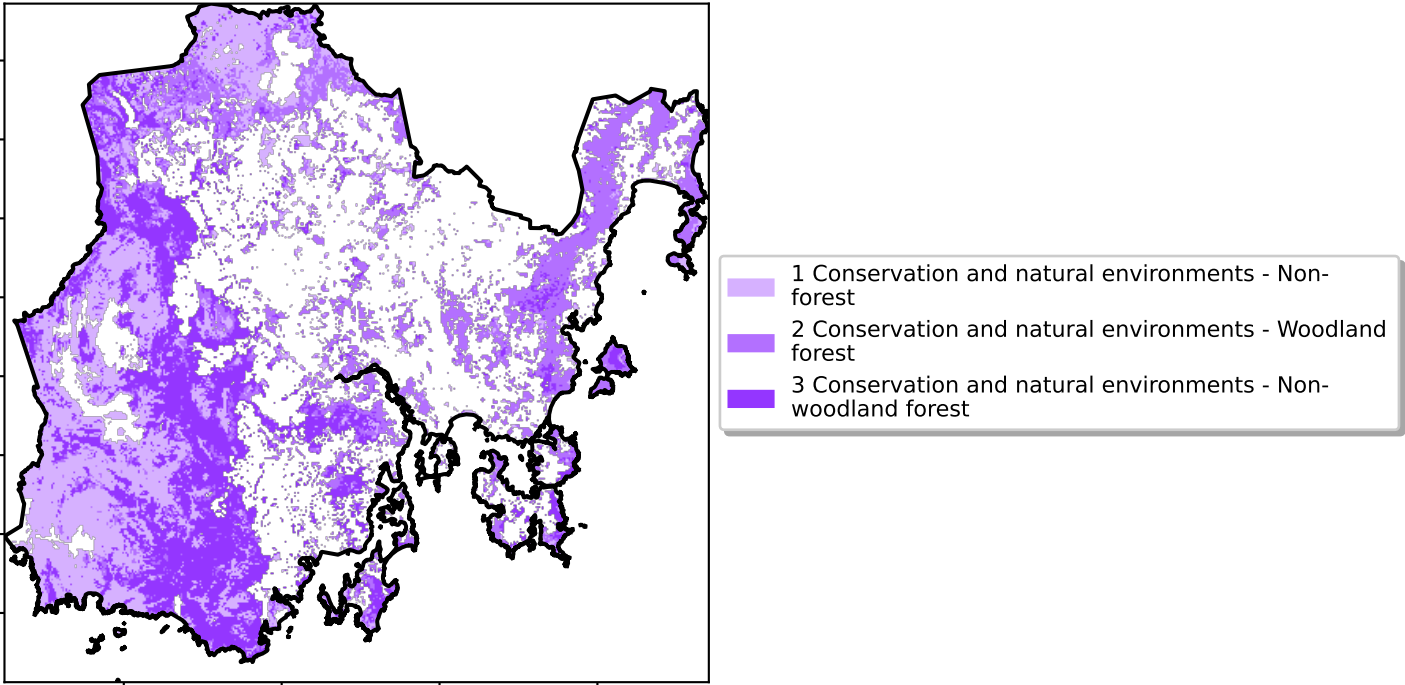 1 Conservation and natural environments - Non-
forest
2 Conservation and natural environments - Woodland
forest
3 Conservation and natural environments - Non-
woodland forest